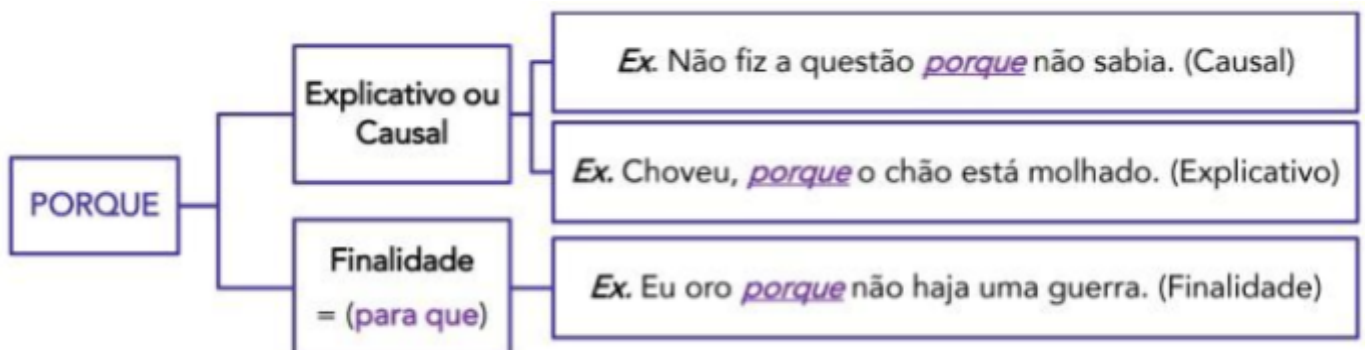 PORQUE
Explicativo ou
Causal
Ex. Não fiz a questão porque não sabia. (Causal)
Ex. Choveu, porque o chão está molhado. (Explicativo)
Finalidade
= (para que)
Ex. Eu oro porque não haja uma guerra. (Finalidade)